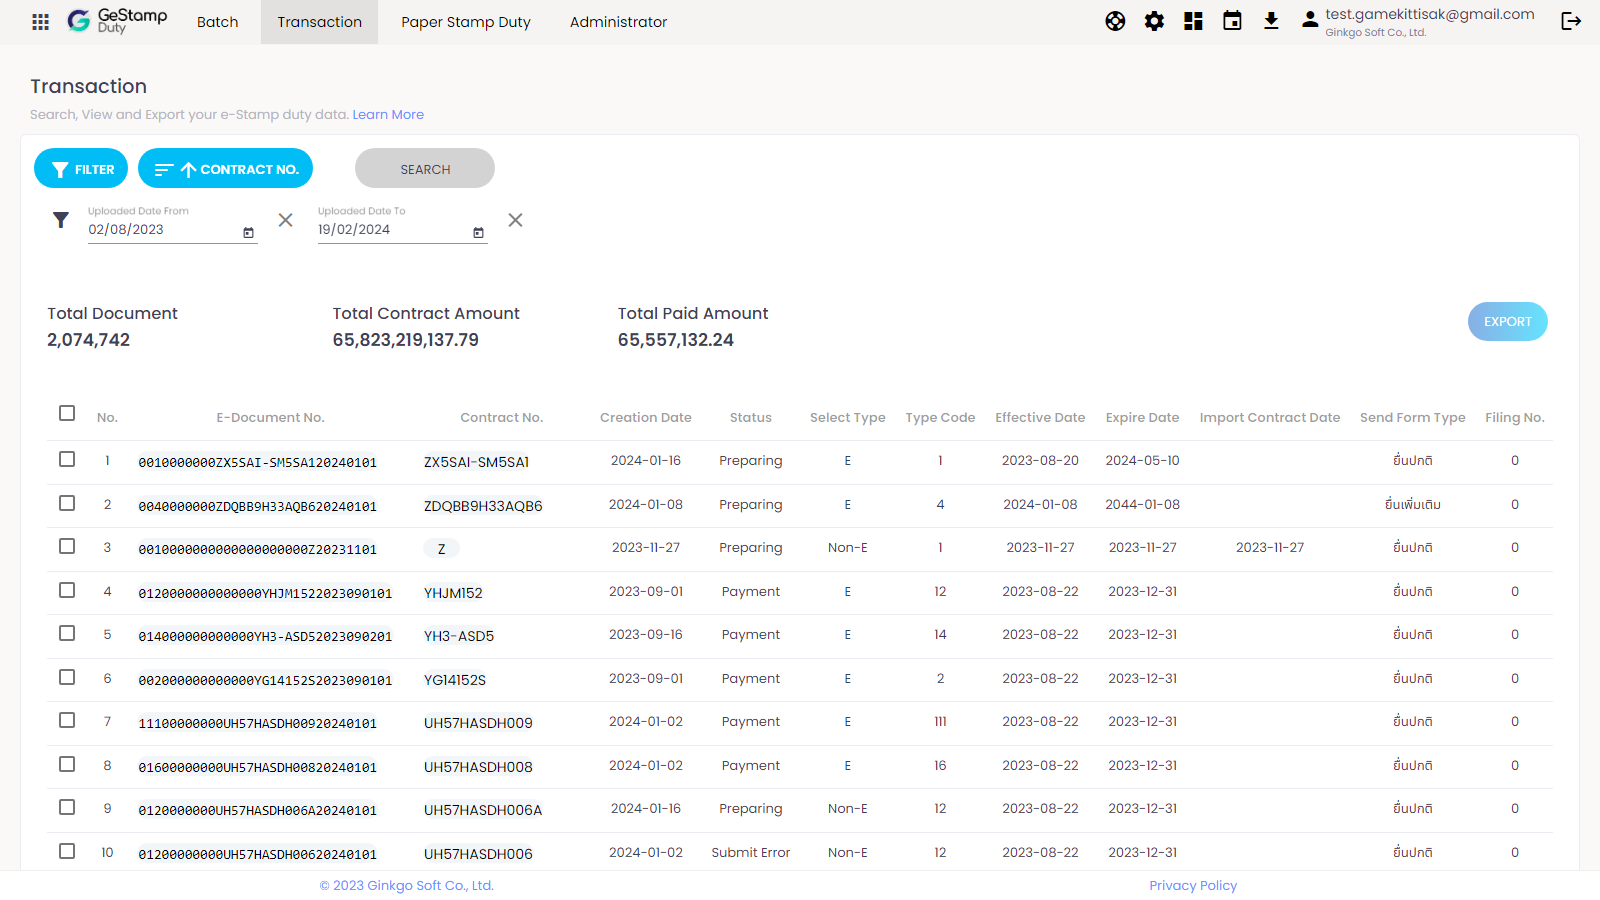 GeStamp
Duty
Batch
Transaction
Paper Stamp Duty
Administrator
test.gamekittisak@gmail.com
Ginkgo Soft Co., Ltd.
Transaction
Search, View and Export your e-Stamp duty data. Learn More
FILTER
CONTRACT NO.
SEARCH
Uploaded Date From
02/08/2023
Uploaded Date To
19/02/2024
Total Document
2,074,742
Total Contract Amount
65,823,219,137.79
Total Paid Amount
65,557,132.24
EXPORT
No. E-Document No. Contract No. Creation Date Status Select Type Type Code Effective Date Expire Date Import Contract Date Send Form Type Filing No.
1 0010000000ZX5SAI-SM5SA120240101 ZX5SAI-SM5SA1 2024-01-16 Preparing E 1 2023-08-20 2024-05-10 ยื่นปกติ 0
2 0040000000ZDQBB9H33AQB620240101 ZDQBB9H33AQB6 2024-01-08 Preparing E 4 2024-01-08 2044-01-08 ยื่นเพิ่มเติม 0
3 0010000000000000000000Z20231101 Z 2023-11-27 Preparing Non-E 1 2023-11-27 2023-11-27 2023-11-27 ยื่นปกติ 0
4 0120000000000000YHJM1522023090101 YHJM152 2023-09-01 Payment E 12 2023-08-22 2023-12-31 ยื่นปกติ 0
5 014000000000000YH3-ASD52023090201 YH3-ASD5 2023-09-16 Payment E 14 2023-08-22 2023-12-31 ยื่นปกติ 0
6 002000000000000YG14152S2023090101 YG14152S 2023-09-01 Payment E 2 2023-08-22 2023-12-31 ยื่นปกติ 0
7 11100000000UH57HASDH00920240101 UH57HASDH009 2024-01-02 Payment E 111 2023-08-22 2023-12-31 ยื่นปกติ 0
8 01600000000UH57HASDH00820240101 UH57HASDH008 2024-01-02 Payment E 16 2023-08-22 2023-12-31 ยื่นปกติ 0
9 0120000000UH57HASDH006A20240101 UH57HASDH006A 2024-01-16 Preparing Non-E 12 2023-08-22 2023-12-31 ยื่นปกติ 0
10 01200000000UH57HASDH00620240101 UH57HASDH006 2024-01-02 Submit Error Non-E 12 2023-08-22 2023-12-31 ยื่นปกติ 0
© 2023 Ginkgo Soft Co., Ltd.
Privacy Policy